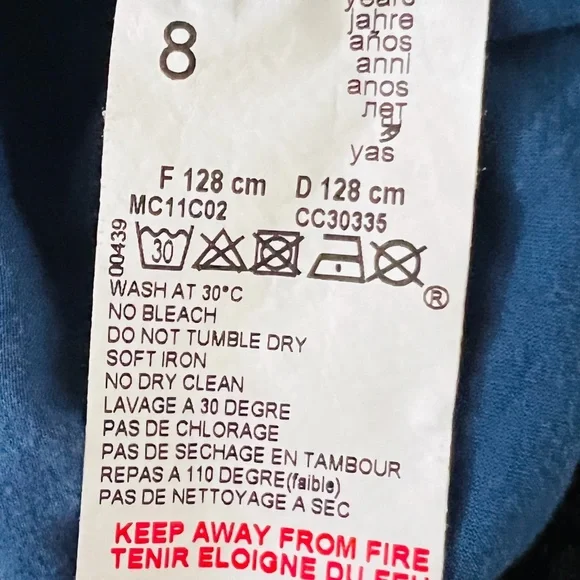 8
years
jahre
años
anni
anos
лет
yas
F 128 cm D 128 cm
MC11C02 CC30335
00439
30
®
WASH AT 30°C
NO BLEACH
DO NOT TUMBLE DRY
SOFT IRON
NO DRY CLEAN
LAVAGE A 30 DEGRE
PAS DE CHLORAGE
PAS DE SECHAGE EN TAMBOUR
REPAS A 110 DEGRE(faible)
PAS DE NETTOYAGE A SEC
KEEP AWAY FROM FIRE
TENIR ELOIGNE DU FEU